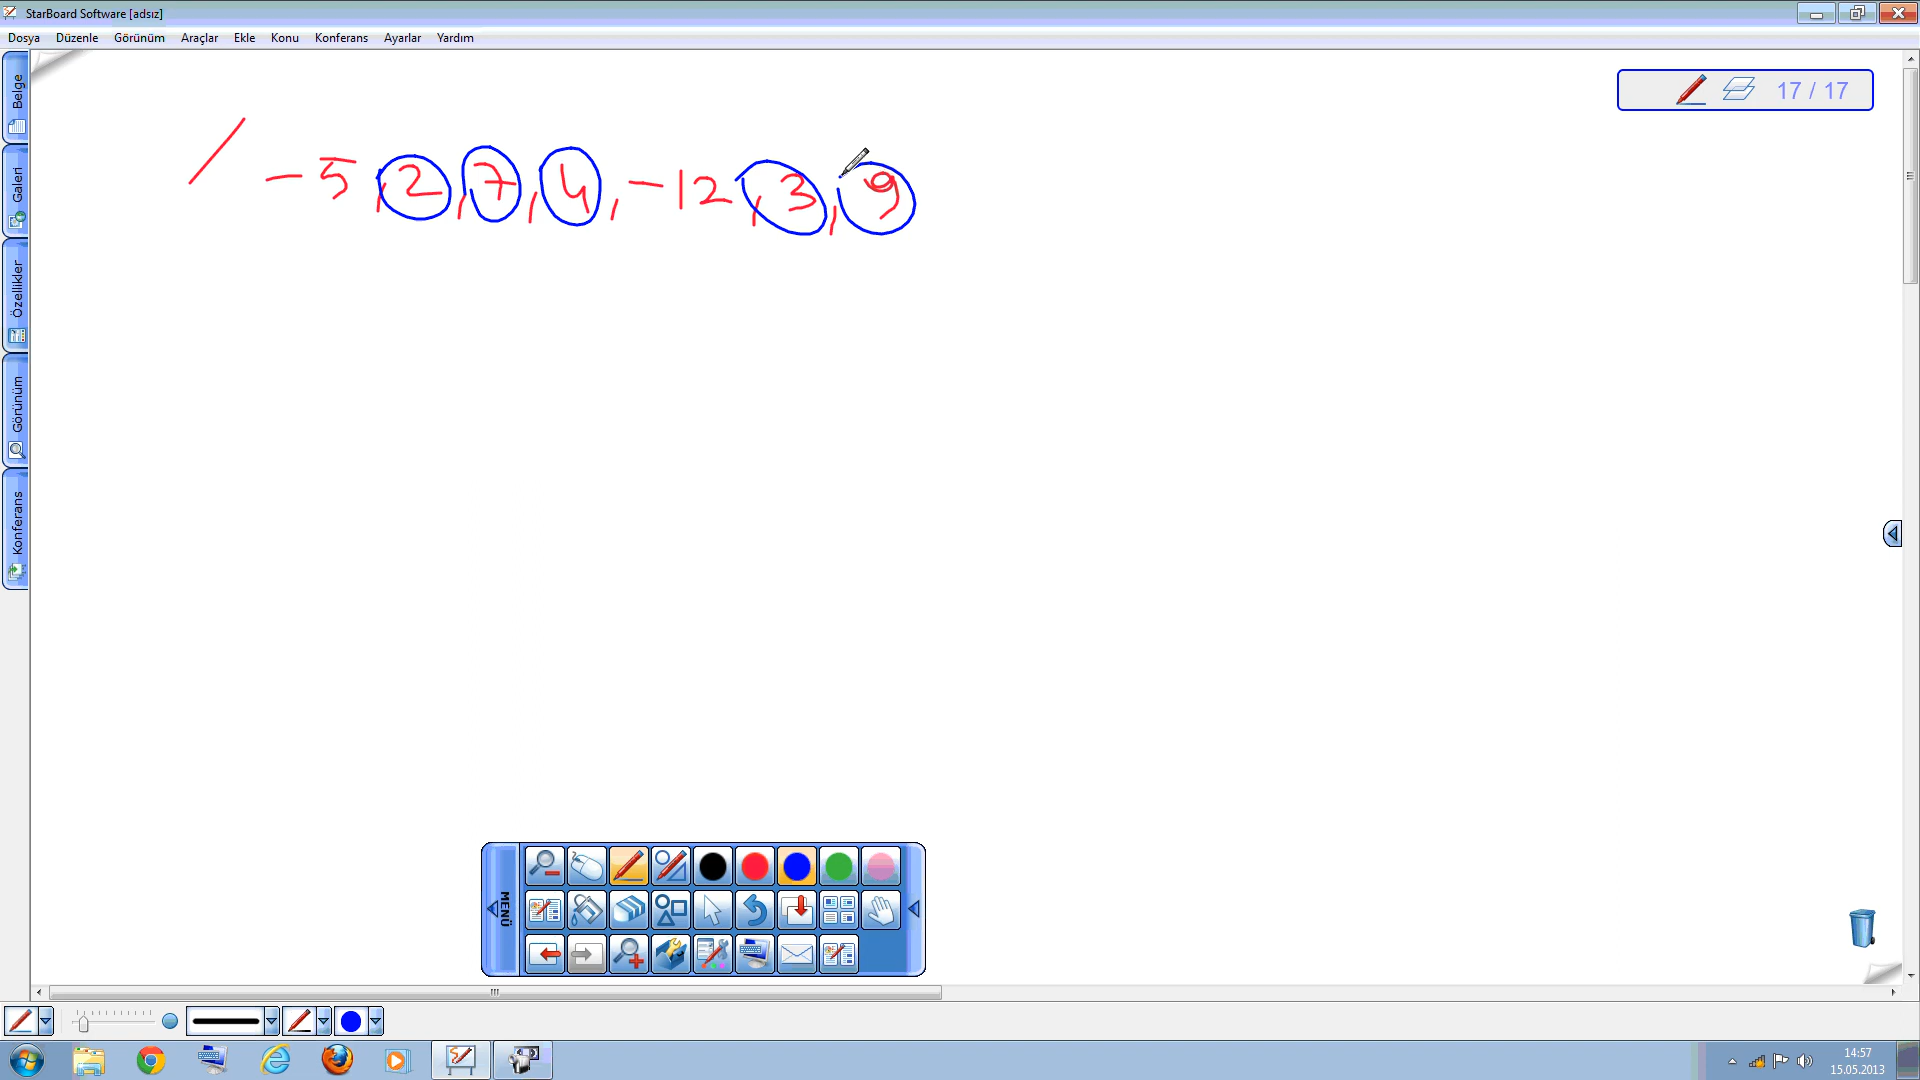 StarBoard Software [adsız]
Dosya Düzenle Görünüm Araçlar Ekle Konu Konferans Ayarlar Yardım
Belge
Galeri
Özellikler
Görünüm
Konferans
17 / 17
/ -5, 2, 7, 4, -12, 3, 9
MENÜ
14:57
15.05.2013